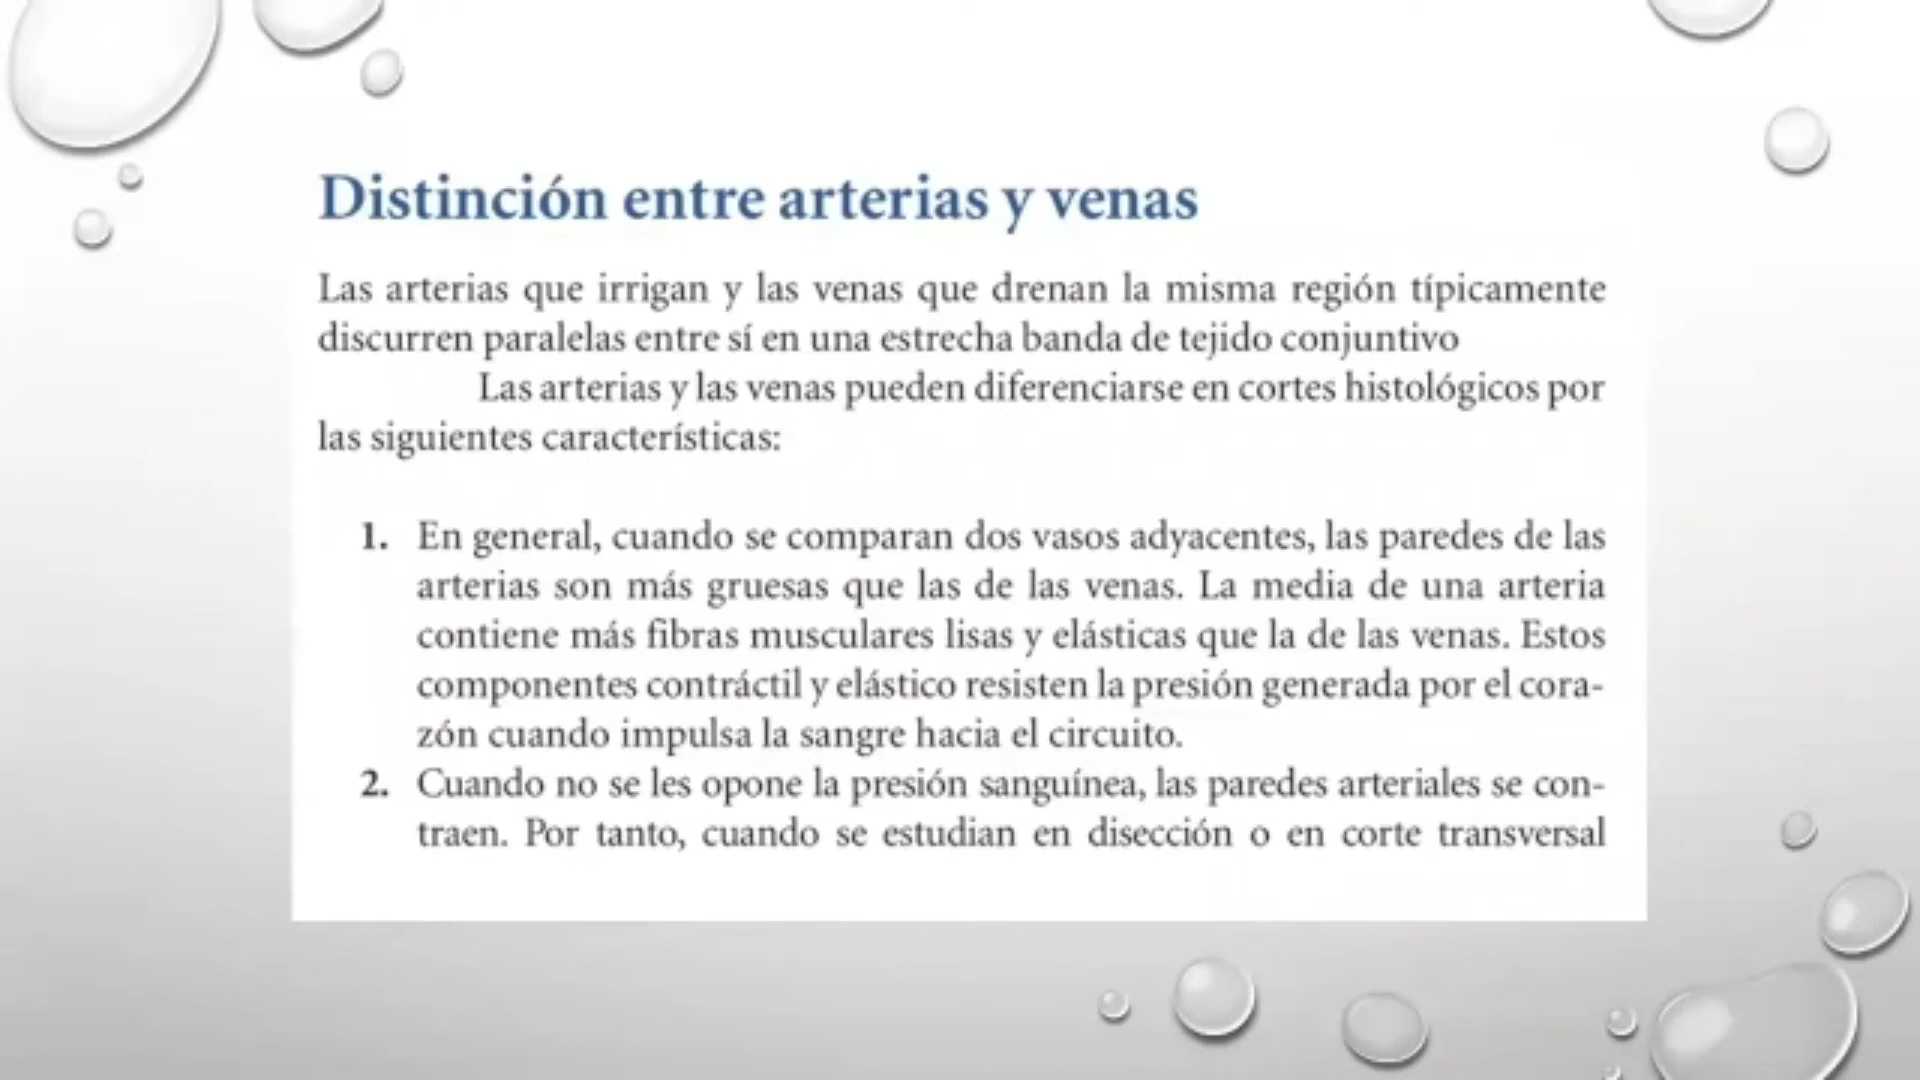 Distinción entre arterias y venas
Las arterias que irrigan y las venas que drenan la misma región típicamente
discurren paralelas entre sí en una estrecha banda de tejido conjuntivo
Las arterias y las venas pueden diferenciarse en cortes histológicos por
las siguientes características:
1. En general, cuando se comparan dos vasos adyacentes, las paredes de las
arterias son más gruesas que las de las venas. La media de una arteria
contiene más fibras musculares lisas y elásticas que la de las venas. Estos
componentes contráctil y elástico resisten la presión generada por el cora-
zón cuando impulsa la sangre hacia el circuito.
2. Cuando no se les opone la presión sanguínea, las paredes arteriales se con-
traen. Por tanto, cuando se estudian en disección o en corte transversal